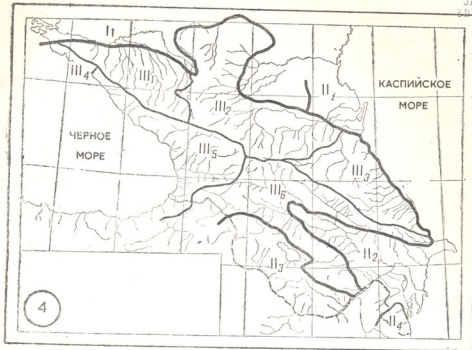 I₁
II₁
КАСПИЙСКОЕ
МОРЕ
III₄
III₁
III₂
ЧЕРНОЕ
МОРЕ
III₅
III₃
III₆
II₃
II₂
II₄
4